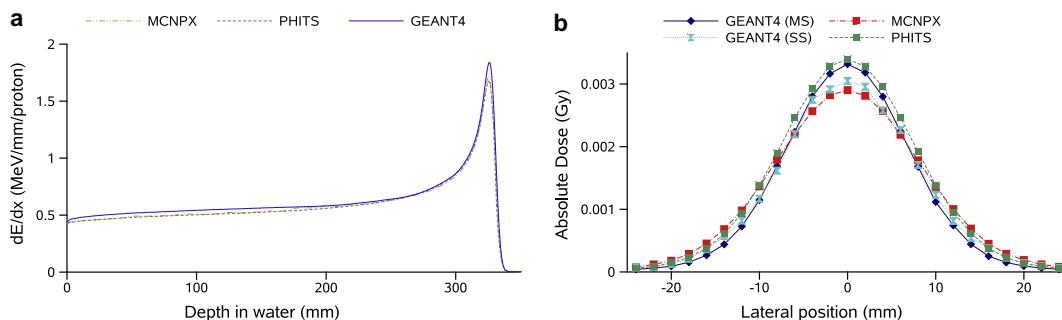 a
MCNPX PHITS GEANT4
2
1.5
1
0.5
0
dE/dx (MeV/mm/proton)
0 100 200 300
Depth in water (mm)
b
GEANT4 (MS) MCNPX
GEANT4 (SS) PHITS
0.003
0.002
0.001
0
Absolute Dose (Gy)
-20 -10 0 10 20
Lateral position (mm)